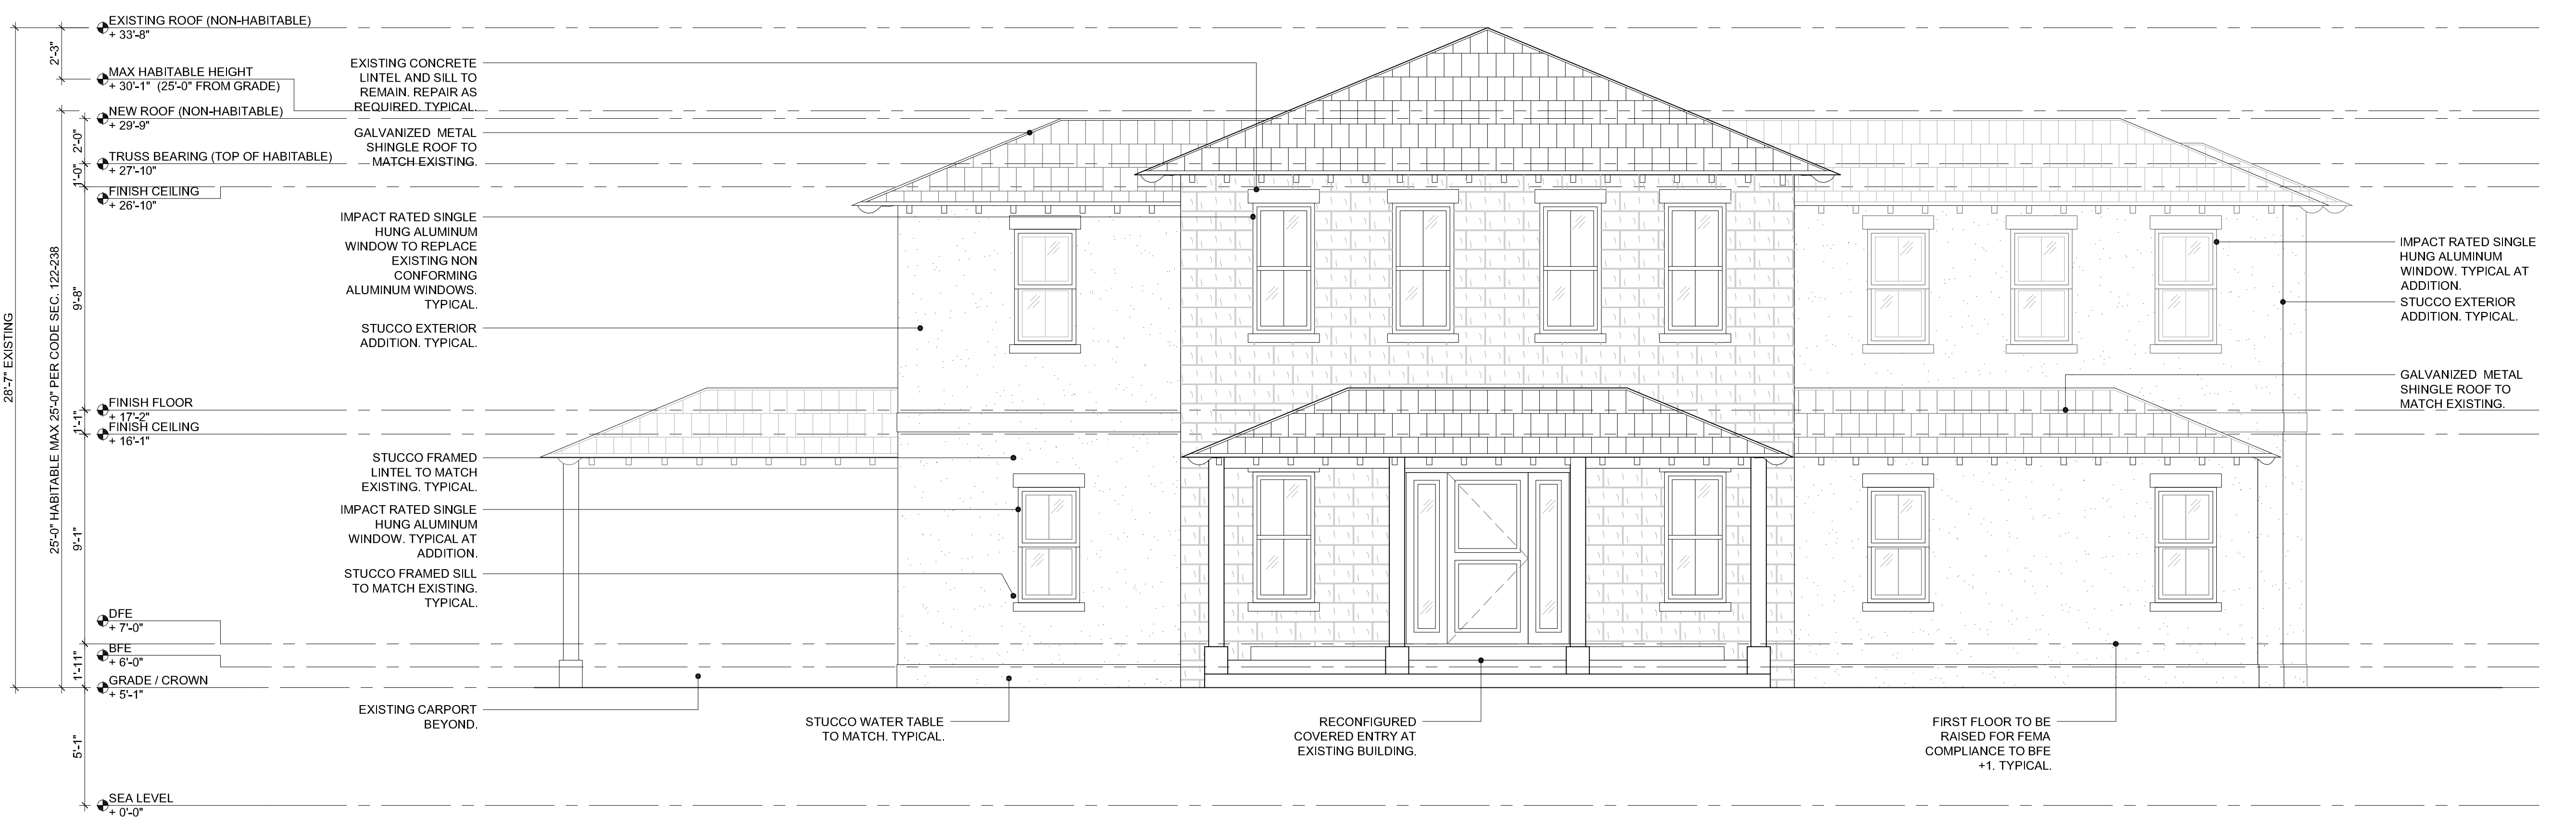 EXISTING ROOF (NON-HABITABLE)
+ 33'-8"
MAX HABITABLE HEIGHT
+ 30'-1" (25'-0" FROM GRADE)
NEW ROOF (NON-HABITABLE)
+ 29'-9"
TRUSS BEARING (TOP OF HABITABLE)
+ 27'-10"
FINISH CEILING
+ 26'-10"
FINISH FLOOR
+ 17'-2"
FINISH CEILING
+ 16'-1"
DFE
+ 7'-0"
BFE
+ 6'-0"
GRADE / CROWN
+ 5'-1"
SEA LEVEL
+ 0'-0"
28'-7" EXISTING
25'-0" HABITABLE MAX 25'-0" PER CODE SEC. 122-238
2'-3"
2'-0"
1'-0"
9'-8"
1'-1"
9'-1"
1'-11"
5'-1"
EXISTING CONCRETE
LINTEL AND SILL TO
REMAIN. REPAIR AS
REQUIRED. TYPICAL.
GALVANIZED METAL
SHINGLE ROOF TO
MATCH EXISTING.
IMPACT RATED SINGLE
HUNG ALUMINUM
WINDOW TO REPLACE
EXISTING NON
CONFORMING
ALUMINUM WINDOWS.
TYPICAL.
STUCCO EXTERIOR
ADDITION. TYPICAL.
STUCCO FRAMED
LINTEL TO MATCH
EXISTING. TYPICAL.
IMPACT RATED SINGLE
HUNG ALUMINUM
WINDOW. TYPICAL AT
ADDITION.
STUCCO FRAMED SILL
TO MATCH EXISTING.
TYPICAL.
EXISTING CARPORT
BEYOND.
STUCCO WATER TABLE
TO MATCH. TYPICAL.
RECONFIGURED
COVERED ENTRY AT
EXISTING BUILDING.
FIRST FLOOR TO BE
RAISED FOR FEMA
COMPLIANCE TO BFE
+1. TYPICAL.
IMPACT RATED SINGLE
HUNG ALUMINUM
WINDOW. TYPICAL AT
ADDITION.
STUCCO EXTERIOR
ADDITION. TYPICAL.
GALVANIZED METAL
SHINGLE ROOF TO
MATCH EXISTING.